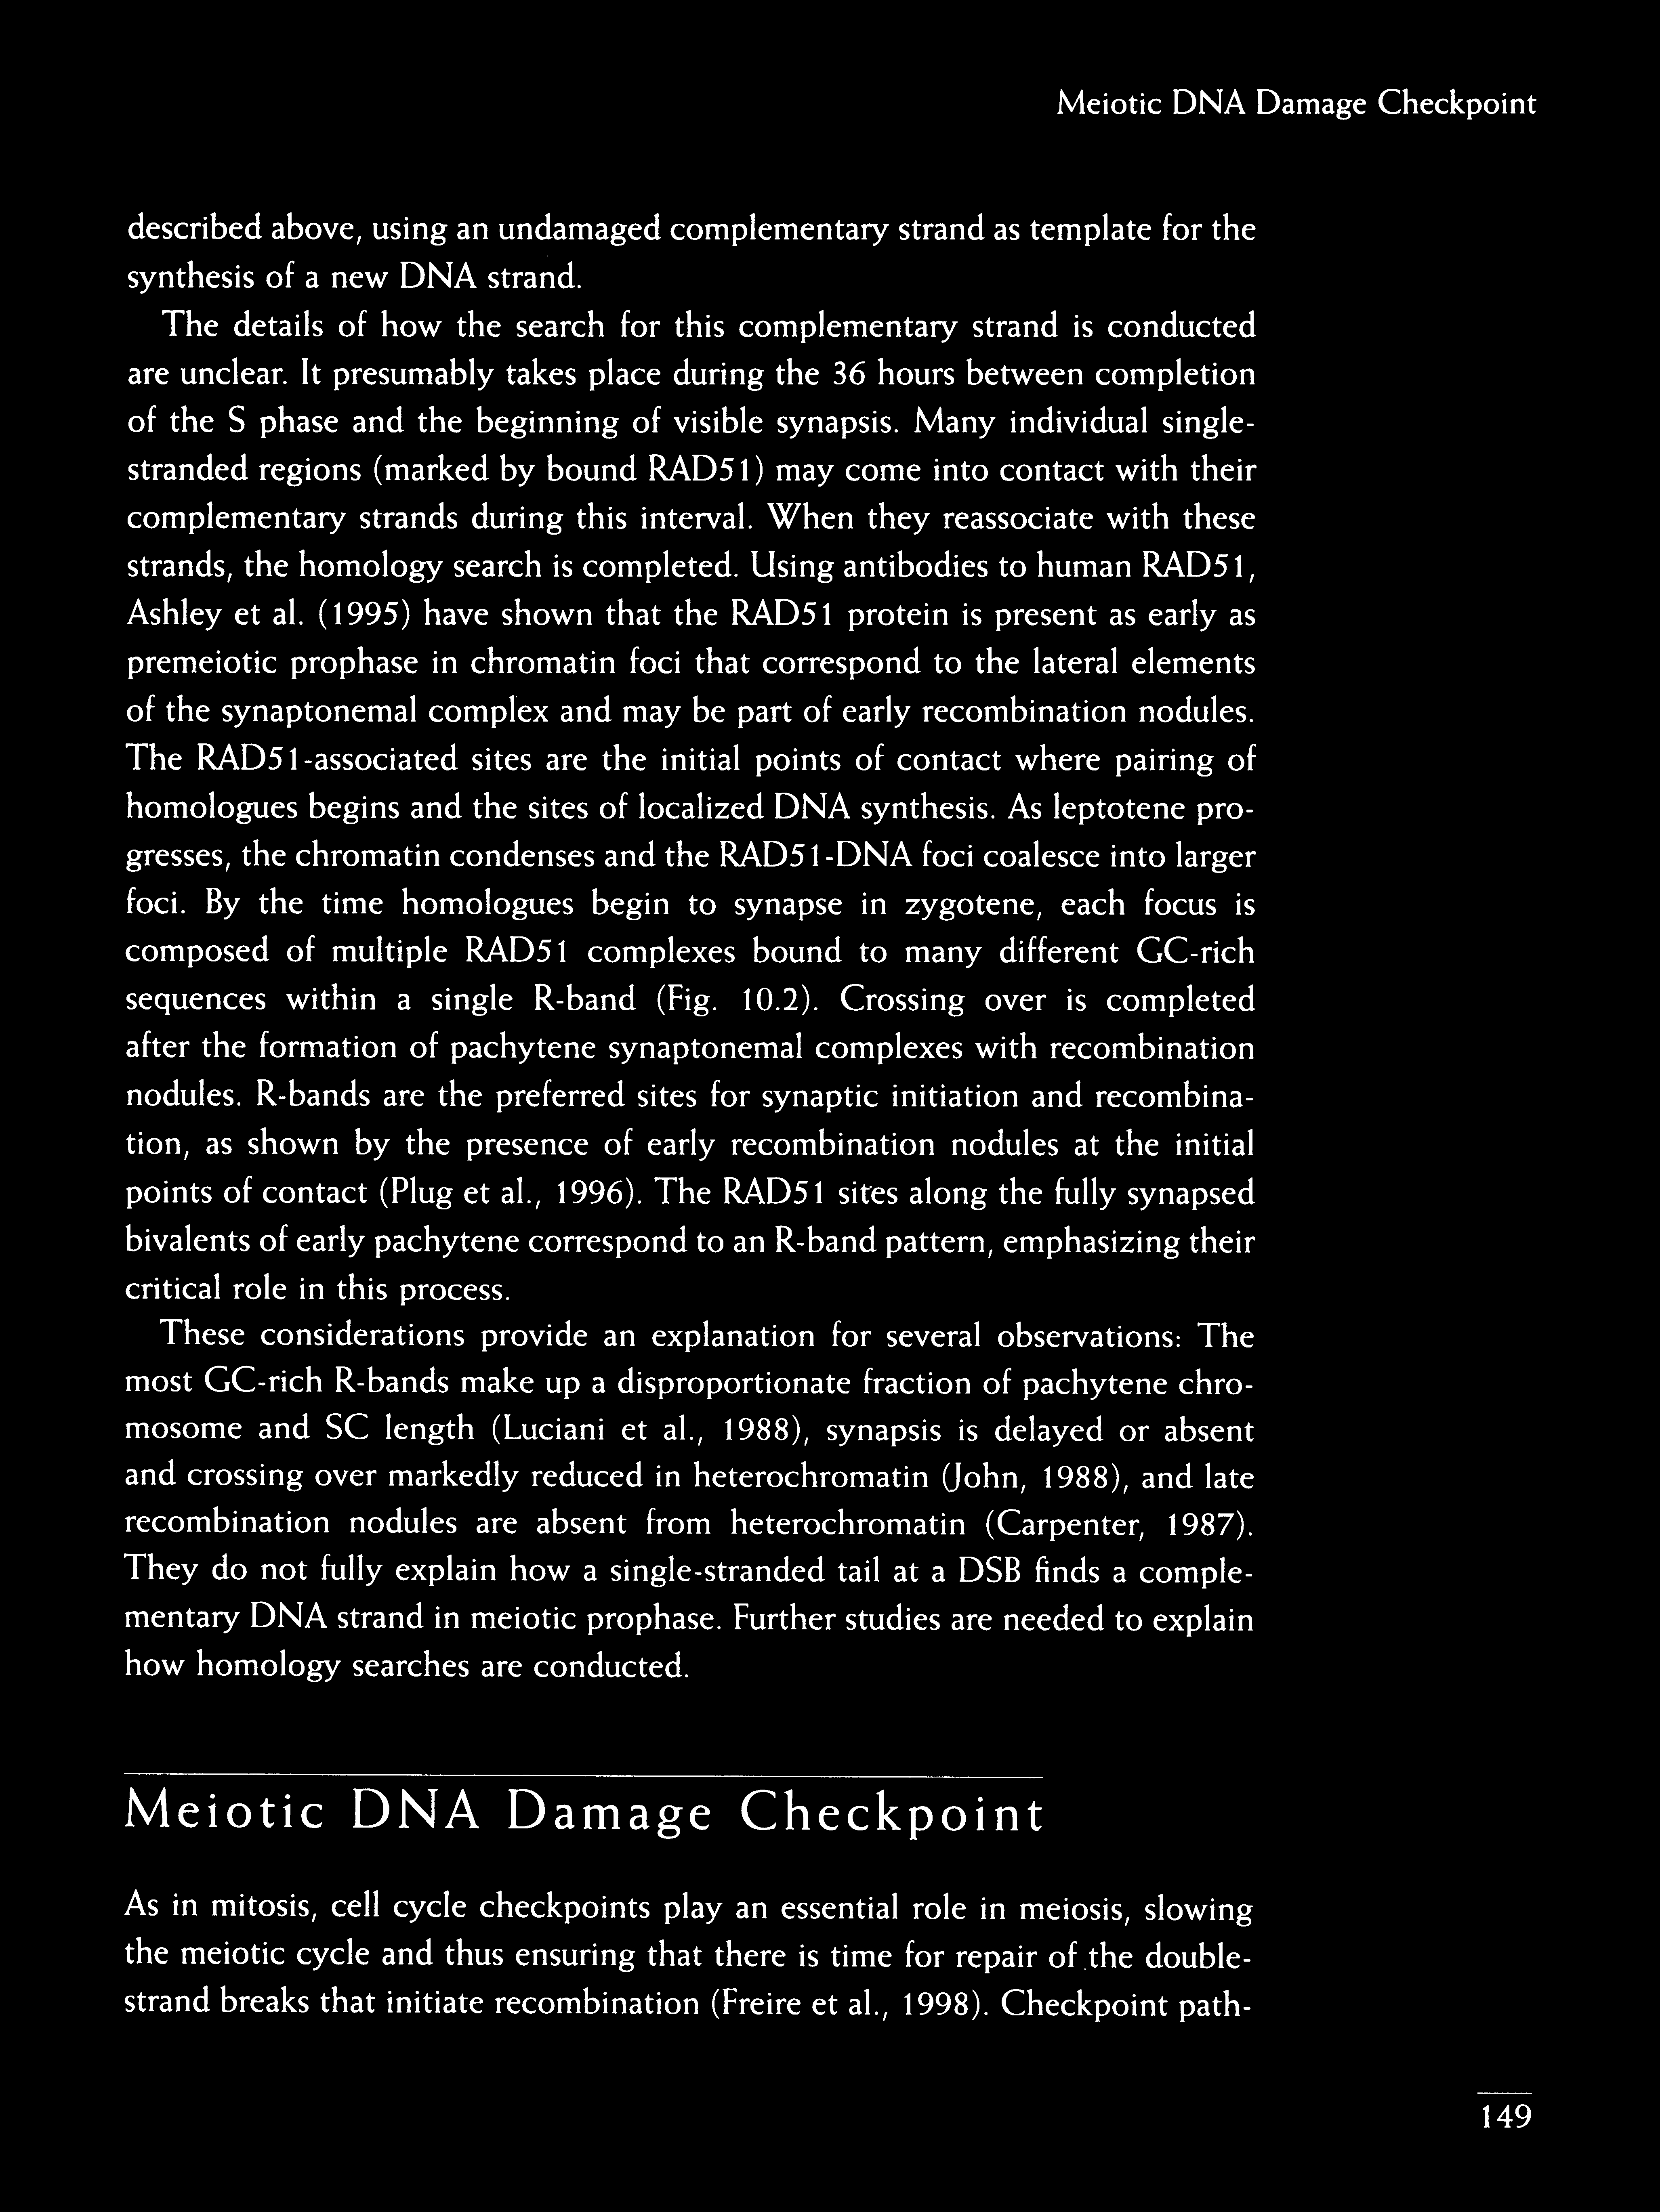 Meiotic DNA Damage Checkpoint
described above, using an undamaged complementary strand as template for the
synthesis of a new DNA strand.
The details of how the search for this complementary strand is conducted
are unclear. It presumably takes place during the 36 hours between completion
of the S phase and the beginning of visible synapsis. Many individual single-
stranded regions (marked by bound RAD51) may come into contact with their
complementary strands during this interval. When they reassociate with these
strands, the homology search is completed. Using antibodies to human RAD51,
Ashley et al. (1995) have shown that the RAD51 protein is present as early as
premeiotic prophase in chromatin foci that correspond to the lateral elements
of the synaptonemal complex and may be part of early recombination nodules.
The RAD51-associated sites are the initial points of contact where pairing of
homologues begins and the sites of localized DNA synthesis. As leptotene pro-
gresses, the chromatin condenses and the RAD51-DNA foci coalesce into larger
foci. By the time homologues begin to synapse in zygotene, each focus is
composed of multiple RAD51 complexes bound to many different GC-rich
sequences within a single R-band (Fig. 10.2). Crossing over is completed
after the formation of pachytene synaptonemal complexes with recombination
nodules. R-bands are the preferred sites for synaptic initiation and recombina-
tion, as shown by the presence of early recombination nodules at the initial
points of contact (Plug et al., 1996). The RAD51 sites along the fully synapsed
bivalents of early pachytene correspond to an R-band pattern, emphasizing their
critical role in this process.
These considerations provide an explanation for several observations: The
most GC-rich R-bands make up a disproportionate fraction of pachytene chro-
mosome and SC length (Luciani et al., 1988), synapsis is delayed or absent
and crossing over markedly reduced in heterochromatin (John, 1988), and late
recombination nodules are absent from heterochromatin (Carpenter, 1987).
They do not fully explain how a single-stranded tail at a DSB finds a comple-
mentary DNA strand in meiotic prophase. Further studies are needed to explain
how homology searches are conducted.
Meiotic DNA Damage Checkpoint
As in mitosis, cell cycle checkpoints play an essential role in meiosis, slowing
the meiotic cycle and thus ensuring that there is time for repair of the double-
strand breaks that initiate recombination (Freire et al., 1998). Checkpoint path-
149